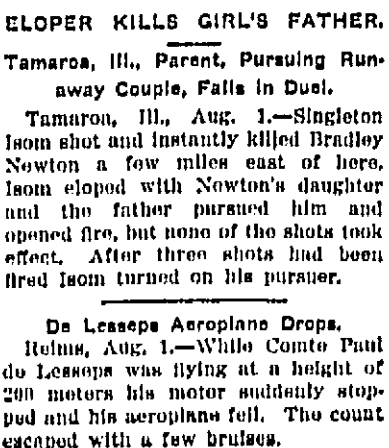 ELOPER KILLS GIRL'S FATHER.
Tamaroa, Ill., Parent, Pursuing Run-
away Couple, Falls in Duel.
Tamaroa, Ill., Aug. 1.—Singleton
Isom shot and instantly killed Bradley
Newton a few miles east of here.
Isom eloped with Newton's daughter
and the father pursued him and
opened fire, but none of the shots took
effect. After three shots had been
fired Isom turned on his pursuer.
De Lesseps Aeroplane Drops.
Reims, Aug. 1.—While Comte Paul
de Lesseps was flying at a height of
200 meters his motor suddenly stop-
ped and his aeroplane fell. The count
escaped with a few bruises.